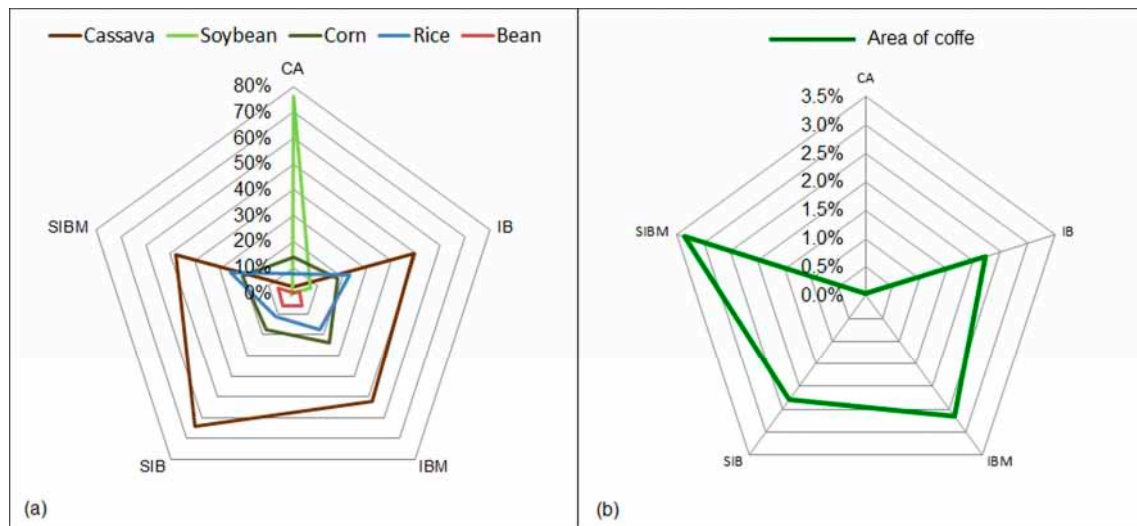 Cassava Soybean Corn Rice Bean
CA
80%
70%
60%
50%
40%
30%
20%
10%
0%
SIBM
IB
SIB
IBM
(a)
Area of coffe
CA
3.5%
3.0%
2.5%
2.0%
1.5%
1.0%
0.5%
0.0%
SIBM
IB
SIB
IBM
(b)